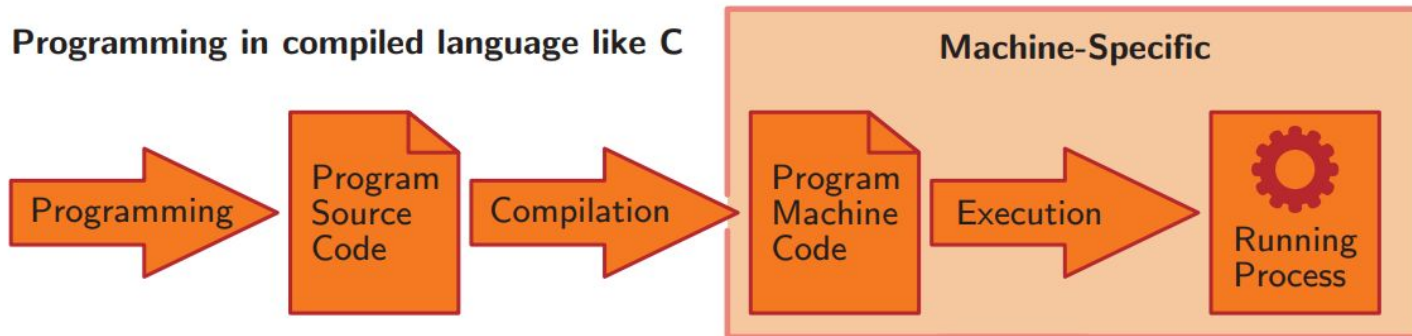 Programming in compiled language like C
Machine-Specific
Programming
Program
Source
Code
Compilation
Program
Machine
Code
Execution
Running
Process